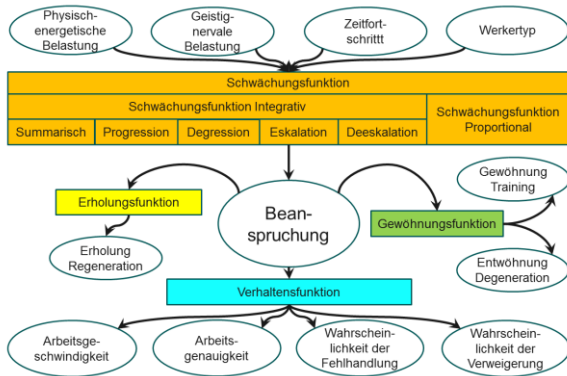 Physisch-
energetische
Belastung
Geistig-
nervale
Belastung
Zeitfort-
schrittt
Werkertyp
Schwächungsfunktion
Schwächungsfunktion Integrativ
Schwächungsfunktion
Proportional
Summarisch
Progression
Degression
Eskalation
Deeskalation
Erholungsfunktion
Erholung
Regeneration
Bean-
spruchung
Gewöhnung
Training
Gewöhnungsfunktion
Entwöhnung
Degeneration
Verhaltensfunktion
Arbeitsge-
schwindigkeit
Arbeits-
genauigkeit
Wahrschein-
lichkeit der
Fehlhandlung
Wahrschein-
lichkeit der
Verweigerung